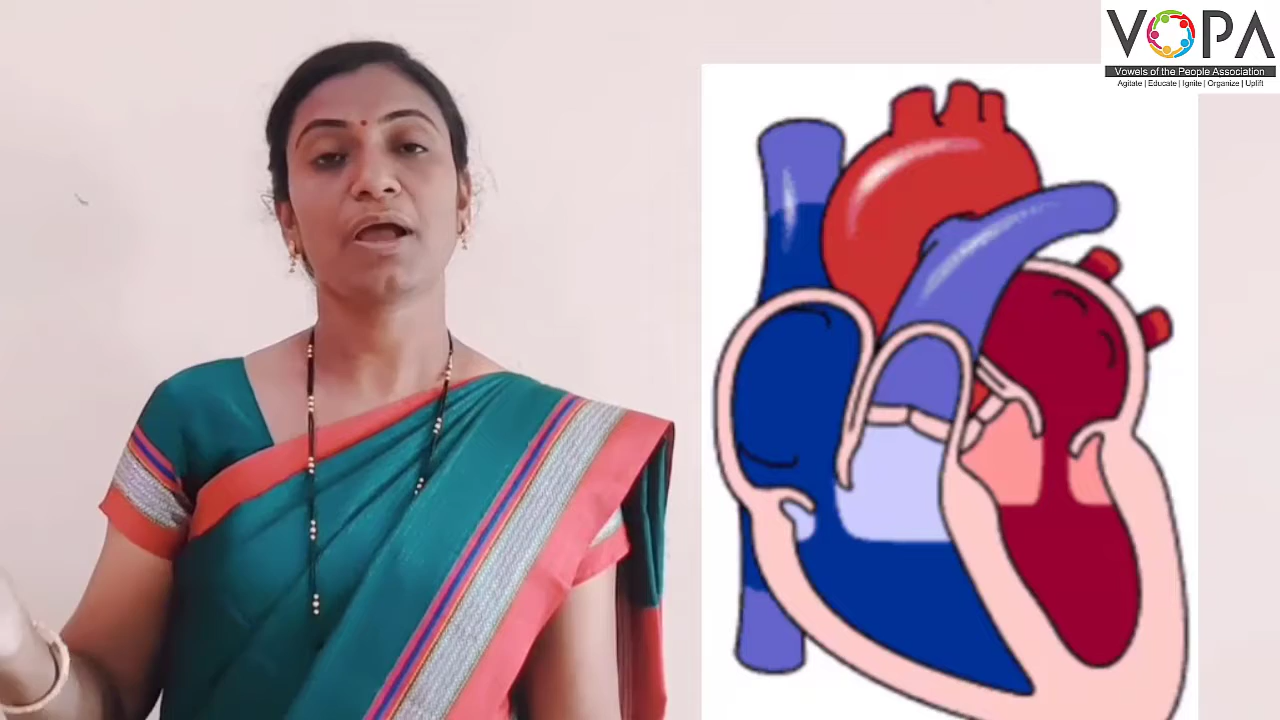 VOPA
Vowels of the People Association
Agitate | Educate | Ignite | Organize | Uplift